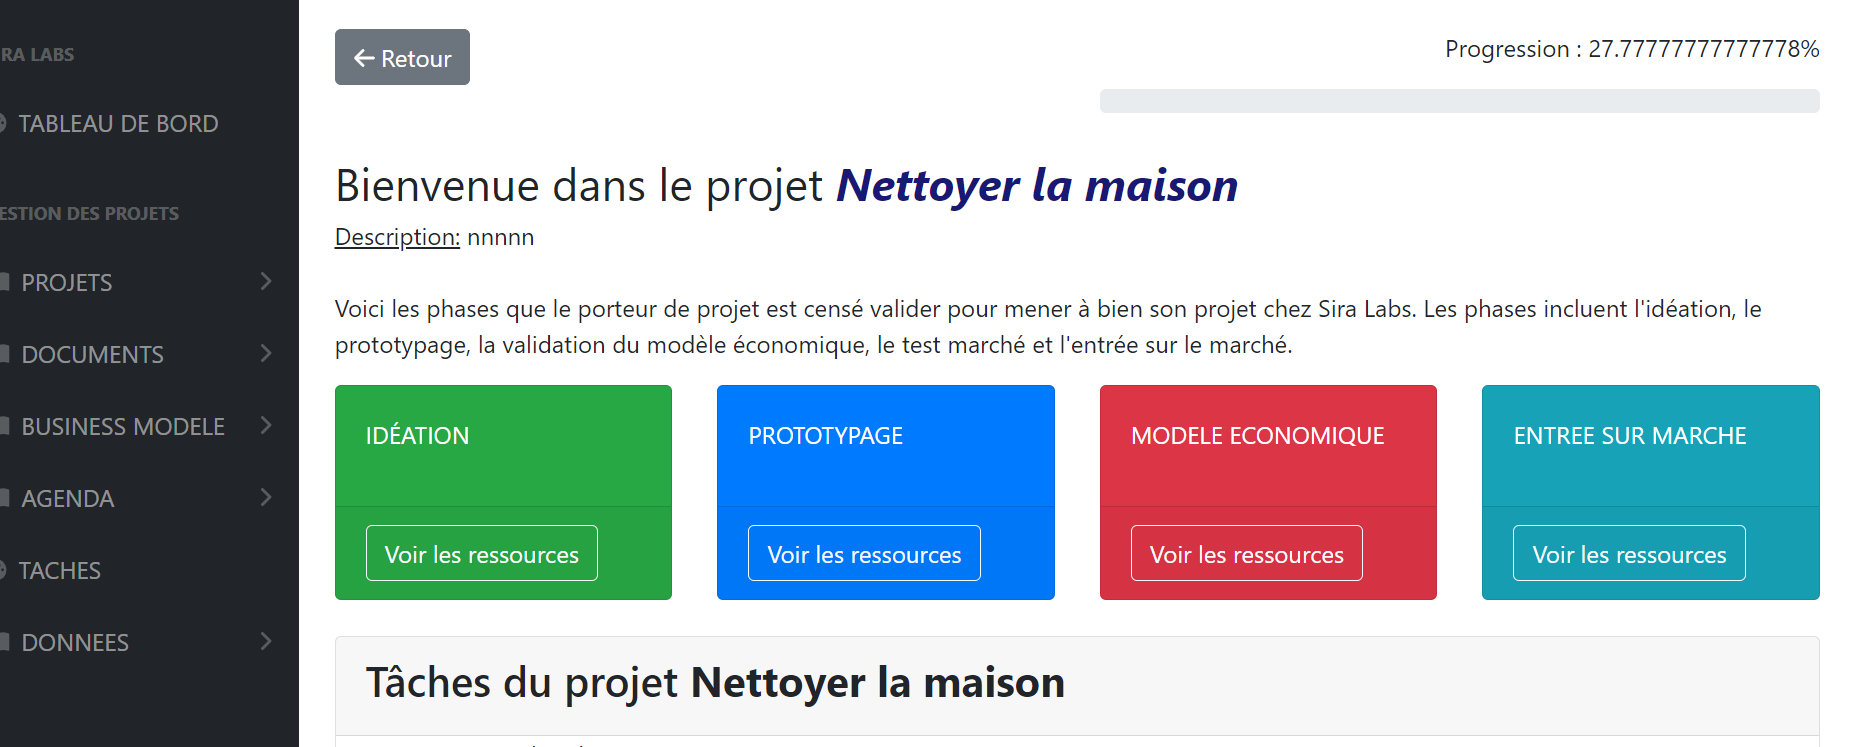 RA LABS
TABLEAU DE BORD
ESTION DES PROJETS
PROJETS
DOCUMENTS
BUSINESS MODELE
AGENDA
TACHES
DONNEES
Retour
Progression : 27.77777777777778%
Bienvenue dans le projet Nettoyer la maison
Description: nnnnn
Voici les phases que le porteur de projet est censé valider pour mener à bien son projet chez Sira Labs. Les phases incluent l'idéation, le
prototypage, la validation du modèle économique, le test marché et l'entrée sur le marché.
IDÉATION
Voir les ressources
PROTOTYPAGE
Voir les ressources
MODELE ECONOMIQUE
Voir les ressources
ENTREE SUR MARCHE
Voir les ressources
Tâches du projet Nettoyer la maison